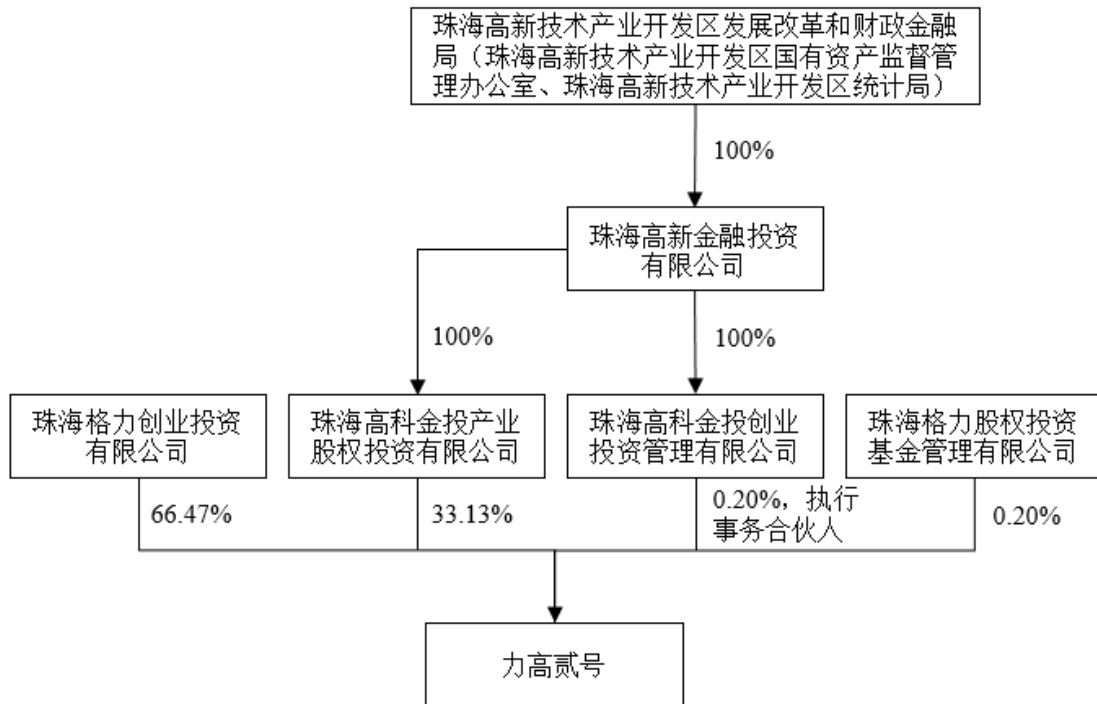 珠海高新技术产业开发区发展改革和财政金融
局（珠海高新技术产业开发区国有资产监督管
理办公室、珠海高新技术产业开发区统计局）
100%
珠海高新金融投资
有限公司
100%
100%
珠海格力创业投资
有限公司
珠海高科金投产业
股权投资有限公司
珠海高科金投创业
投资管理有限公司
珠海格力股权投资
基金管理有限公司
66.47%
33.13%
0.20%，执行
事务合伙人
0.20%
力高贰号